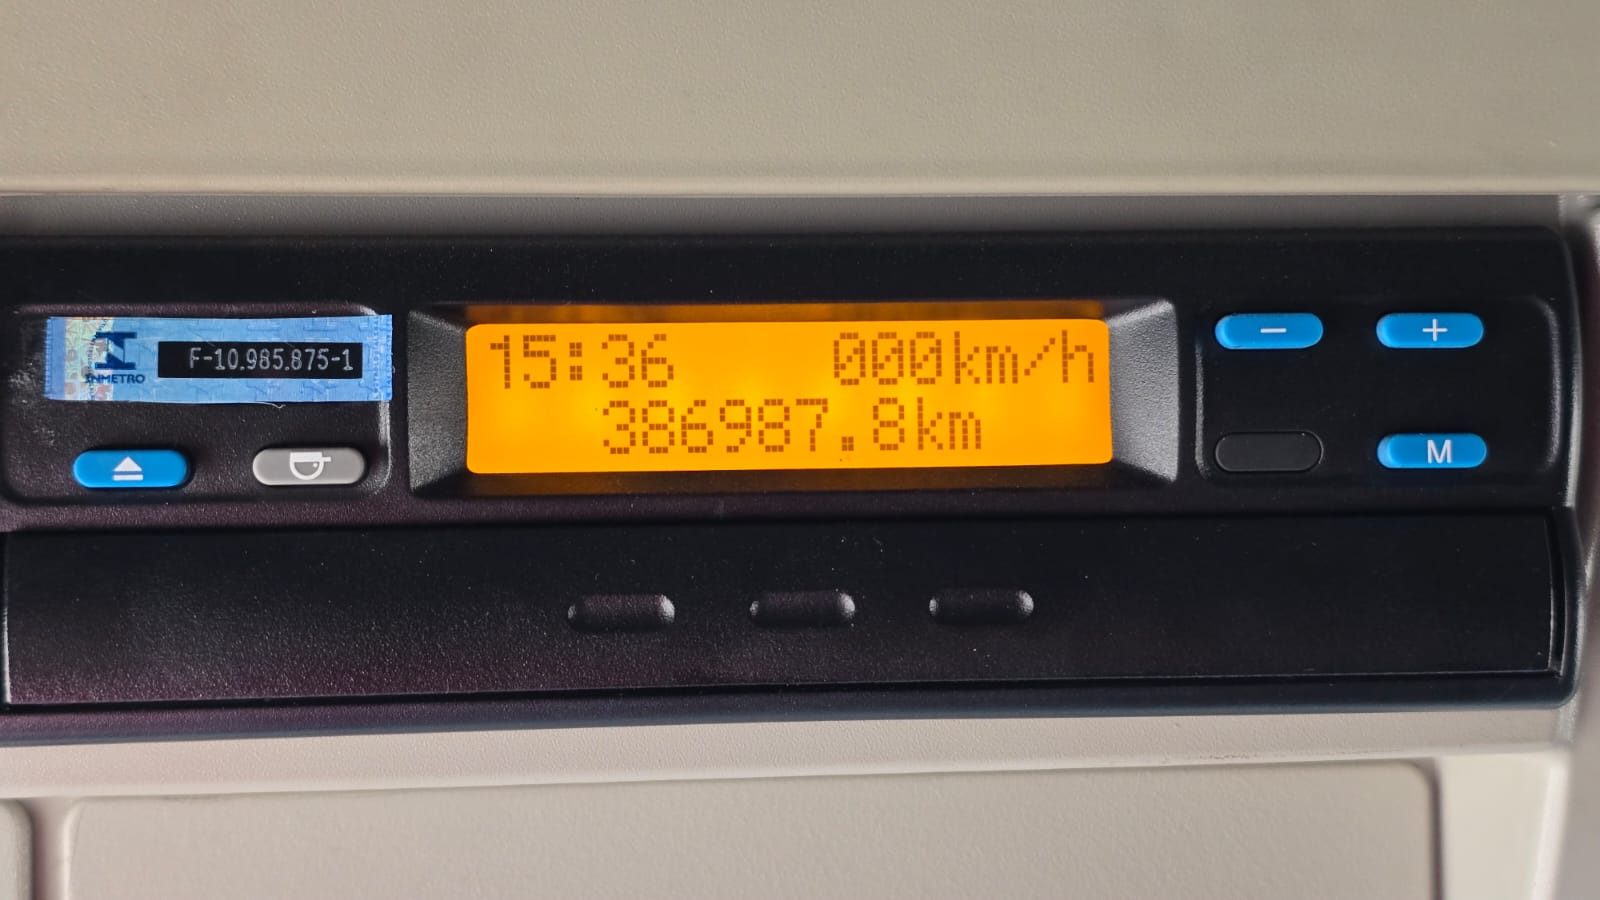 INMETRO
F-10.985.875-1
15:36 000km/h
386987.8km
− +
M